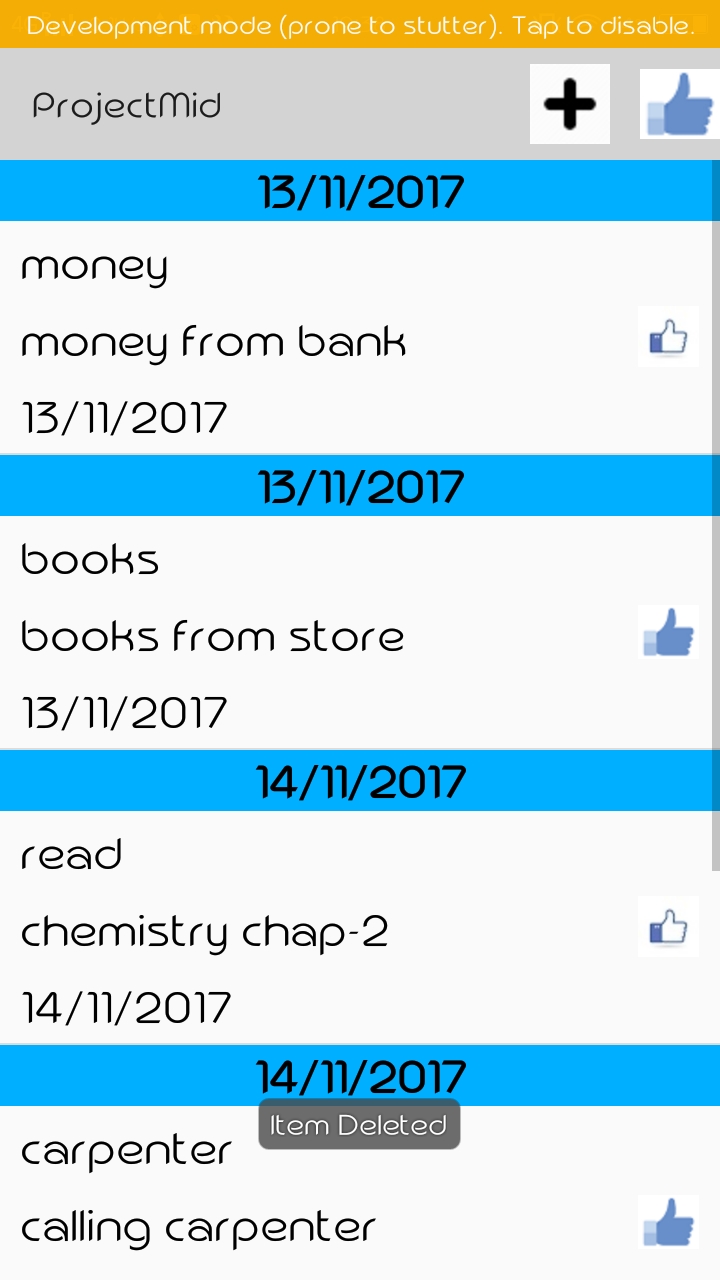 Development mode (prone to stutter). Tap to disable.
ProjectMid
13/11/2017
money
money from bank
13/11/2017
13/11/2017
books
books from store
13/11/2017
14/11/2017
read
chemistry chap-2
14/11/2017
14/11/2017
Item Deleted
carpenter
calling carpenter